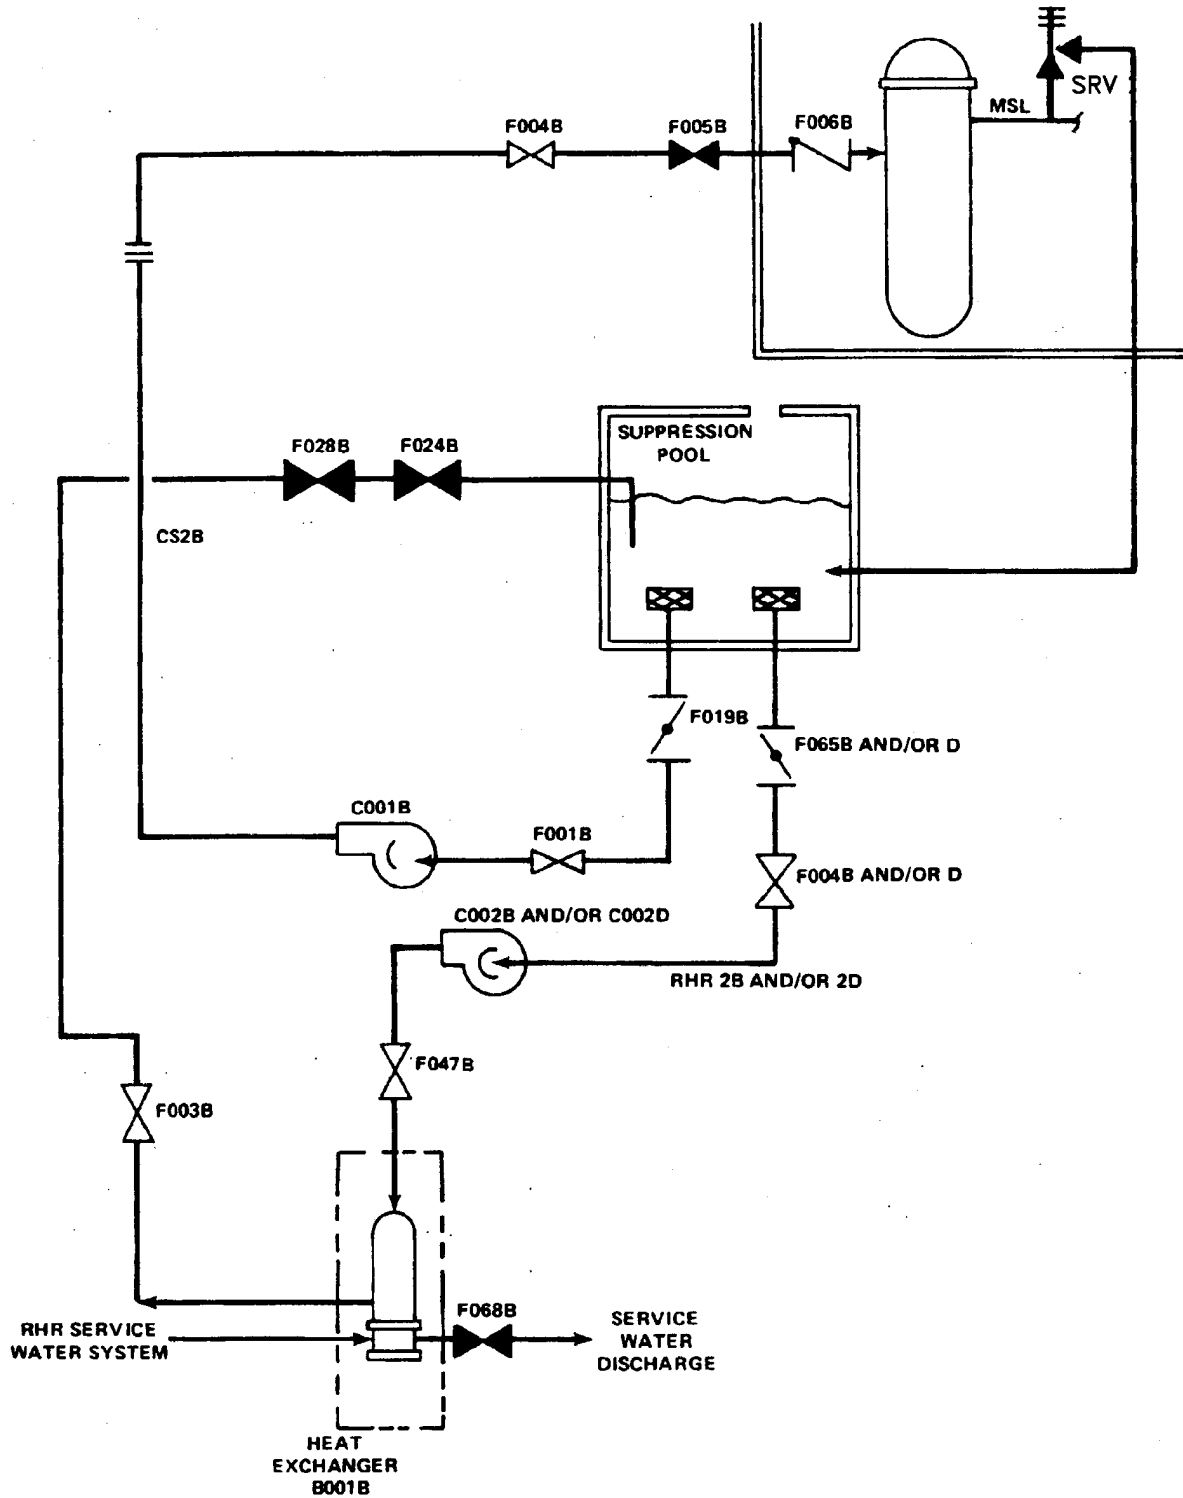 SRV
MSL
F004B
F005B
F006B
SUPPRESSION
POOL
F028B
F024B
CS2B
F019B
F065B AND/OR D
C001B
F001B
F004B AND/OR D
C002B AND/OR C002D
RHR 2B AND/OR 2D
F047B
F003B
F068B
RHR SERVICE
WATER SYSTEM
SERVICE
WATER
DISCHARGE
HEAT
EXCHANGER
B001B